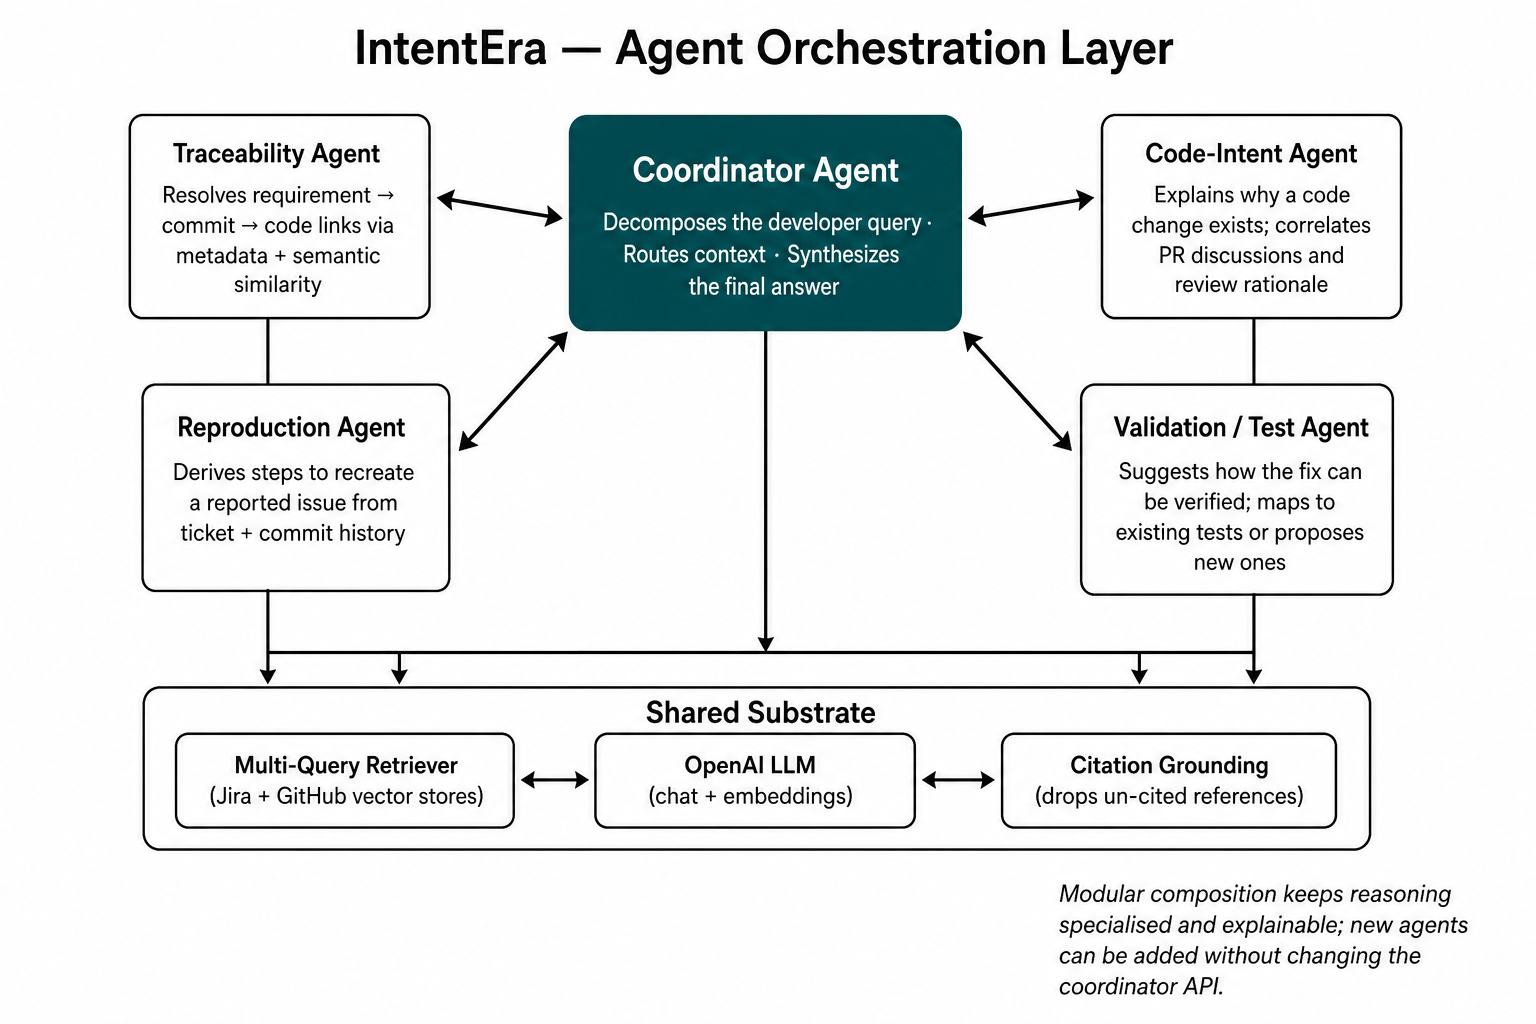 IntentEra — Agent Orchestration Layer
Traceability Agent
Resolves requirement →
commit → code links via
metadata + semantic
similarity
Coordinator Agent
Decomposes the developer query ·
Routes context · Synthesizes
the final answer
Code-Intent Agent
Explains why a code
change exists; correlates
PR discussions and
review rationale
Reproduction Agent
Derives steps to recreate
a reported issue from
ticket + commit history
Validation / Test Agent
Suggests how the fix can
be verified; maps to
existing tests or proposes
new ones
Shared Substrate
Multi-Query Retriever
(Jira + GitHub vector stores)
OpenAI LLM
(chat + embeddings)
Citation Grounding
(drops un-cited references)
Modular composition keeps reasoning
specialised and explainable; new agents
can be added without changing the
coordinator API.